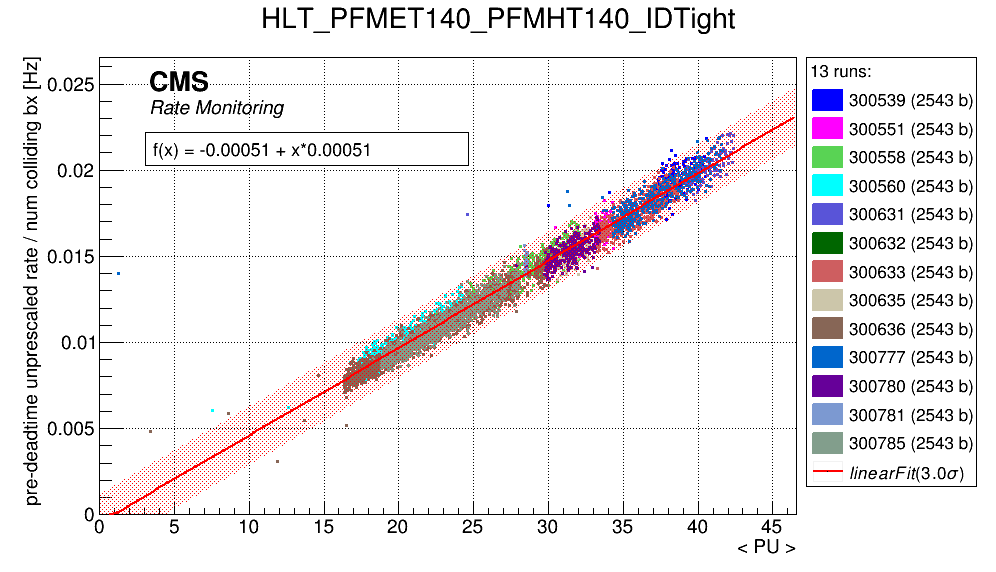 HLT_PFMET140_PFMHT140_IDTight
pre-deadtime unprescaled rate / num colliding bx [Hz]
0.025
0.02
0.015
0.01
0.005
0
CMS
Rate Monitoring
f(x) = -0.00051 + x*0.00051
0 5 10 15 20 25 30 35 40 45
< PU >
13 runs:
300539 (2543 b)
300551 (2543 b)
300558 (2543 b)
300560 (2543 b)
300631 (2543 b)
300632 (2543 b)
300633 (2543 b)
300635 (2543 b)
300636 (2543 b)
300777 (2543 b)
300780 (2543 b)
300781 (2543 b)
300785 (2543 b)
linearFit(3.0σ)